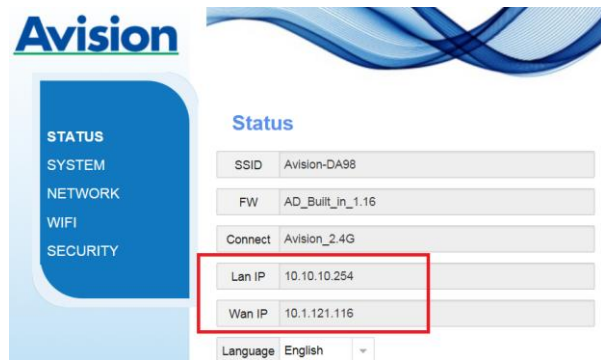 Avision
STATUS
SYSTEM
NETWORK
WIFI
SECURITY
Status
SSID Avision-DA98
FW AD_Built_in_1.16
Connect Avision_2.4G
Lan IP 10.10.10.254
Wan IP 10.1.121.116
Language English